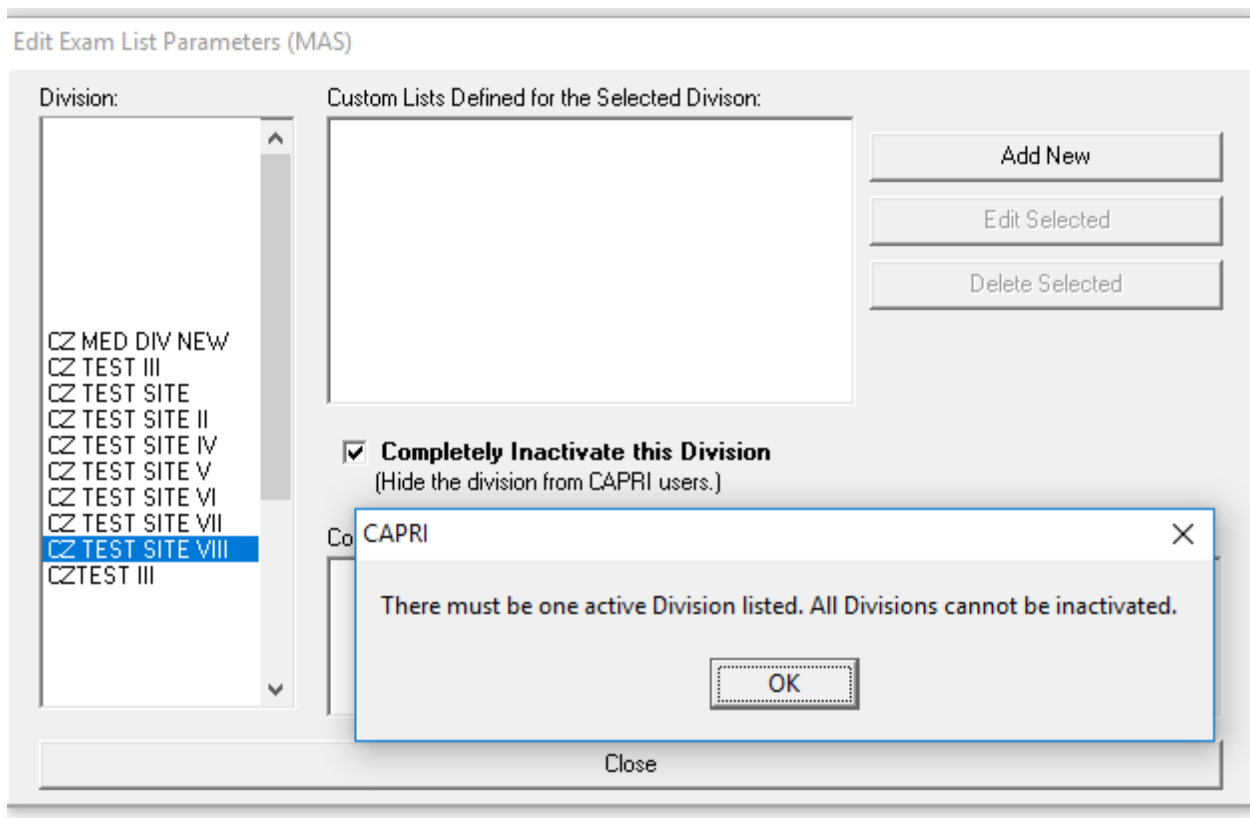 Edit Exam List Parameters (MAS)
Division:
Custom Lists Defined for the Selected Divison:
CZ MED DIV NEW
CZ TEST III
CZ TEST SITE
CZ TEST SITE II
CZ TEST SITE IV
CZ TEST SITE V
CZ TEST SITE VI
CZ TEST SITE VII
CZ TEST SITE VIII
CZTEST III
Add New
Edit Selected
Delete Selected
Completely Inactivate this Division
(Hide the division from CAPRI users.)
Co
CAPRI
There must be one active Division listed. All Divisions cannot be inactivated.
OK
Close